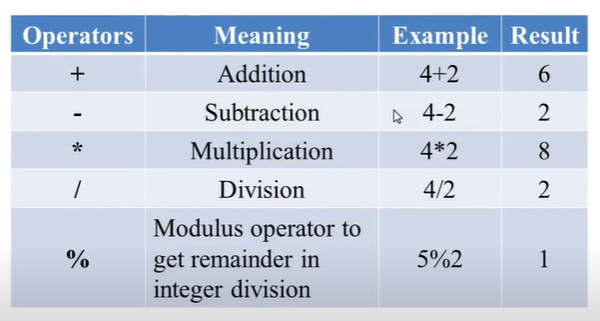 Operators Meaning Example Result
+ Addition 4+2 6
- Subtraction 4-2 2
* Multiplication 4*2 8
/ Division 4/2 2
% Modulus operator to get remainder in integer division 5%2 1